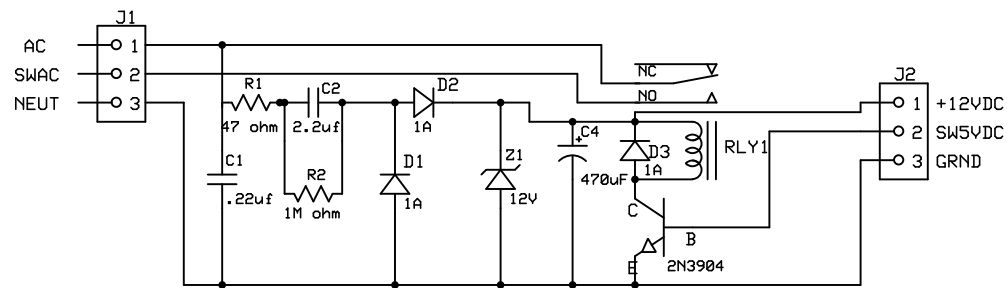 J1
AC 1
SWAC 2
NEUT 3
R1
47 ohm
C2
2.2uf
R2
1M ohm
C1
.22uf
D2
1A
D1
1A
Z1
12V
C4
+
470uF
D3
1A
NC
NO
RLY1
C
B
E
2N3904
J2
1 +12VDC
2 SW5VDC
3 GRND